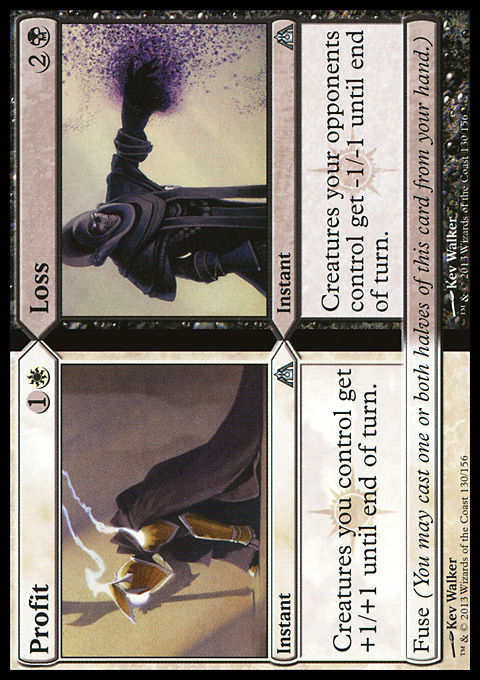 Profit 1
Instant
Creatures you control get
+1/+1 until end of turn.
Loss 2
Instant
Creatures your opponents
control get -1/-1 until end
of turn.
Fuse (You may cast one or both halves of this card from your hand.)
Kev Walker
™ & © 2013 Wizards of the Coast 130/156
Kev Walker
™ & © 2013 Wizards of the Coast 130/156